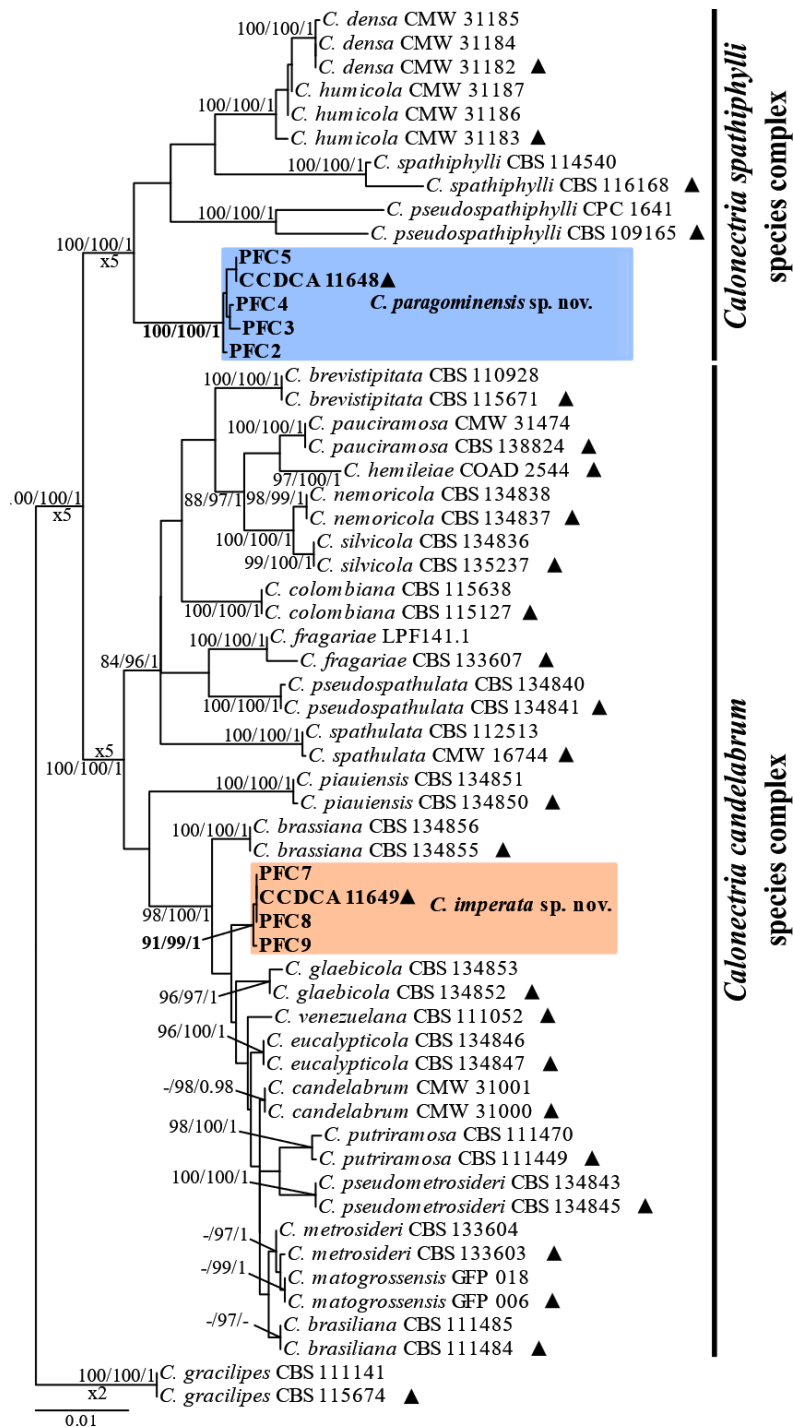 C. densa CMW 31185
100/100/1
C. densa CMW 31184
C. densa CMW 31182 ▲
C. humicola CMW 31187
100/100/1
C. humicola CMW 31186
C. humicola CMW 31183 ▲
100/100/1
C. spathiphylli CBS 114540
C. spathiphylli CBS 116168 ▲
100/100/1
C. pseudospathiphylli CPC 1641
C. pseudospathiphylli CBS 109165 ▲
100/100/1
x5
PFC5
CCDCA 11648▲
PFC4
C. paragominensis sp. nov.
PFC3
100/100/1
PFC2
Calonectria spathiphylli
species complex
100/100/1
C. brevistipitata CBS 110928
C. brevistipitata CBS 115671 ▲
C. pauciramosa CMW 31474
100/100/1
C. pauciramosa CBS 138824 ▲
C. hemileiae COAD 2544 ▲
97/100/1
88/97/1
98/99/1
C. nemoricola CBS 134838
.00/100/1
x5
C. nemoricola CBS 134837 ▲
100/100/1
C. silvicola CBS 134836
99/100/1
C. silvicola CBS 135237 ▲
C. colombiana CBS 115638
100/100/1
C. colombiana CBS 115127 ▲
100/100/1
C. fragariae LPF141.1
84/96/1
C. fragariae CBS 133607 ▲
C. pseudospathulata CBS 134840
100/100/1
C. pseudospathulata CBS 134841 ▲
100/100/1
C. spathulata CBS 112513
x5
C. spathulata CMW 16744 ▲
100/100/1
100/100/1
C. piauiensis CBS 134851
C. piauiensis CBS 134850 ▲
100/100/1
C. brassiana CBS 134856
C. brassiana CBS 134855 ▲
PFC7
CCDCA 11649▲
C. imperata sp. nov.
98/100/1
PFC8
91/99/1
PFC9
C. glaebicola CBS 134853
96/97/1
C. glaebicola CBS 134852 ▲
C. venezuelana CBS 111052 ▲
96/100/1
C. eucalypticola CBS 134846
C. eucalypticola CBS 134847 ▲
-/98/0.98
C. candelabrum CMW 31001
C. candelabrum CMW 31000 ▲
98/100/1
C. putriramosa CBS 111470
C. putriramosa CBS 111449 ▲
100/100/1
C. pseudometrosideri CBS 134843
C. pseudometrosideri CBS 134845 ▲
-/97/1
C. metrosideri CBS 133604
C. metrosideri CBS 133603 ▲
-/99/1
C. matogrossensis GFP 018
C. matogrossensis GFP 006 ▲
-/97/-
C. brasiliana CBS 111485
C. brasiliana CBS 111484 ▲
Calonectria candelabrum
species complex
100/100/1
x2
C. gracilipes CBS 111141
C. gracilipes CBS 115674 ▲
0.01